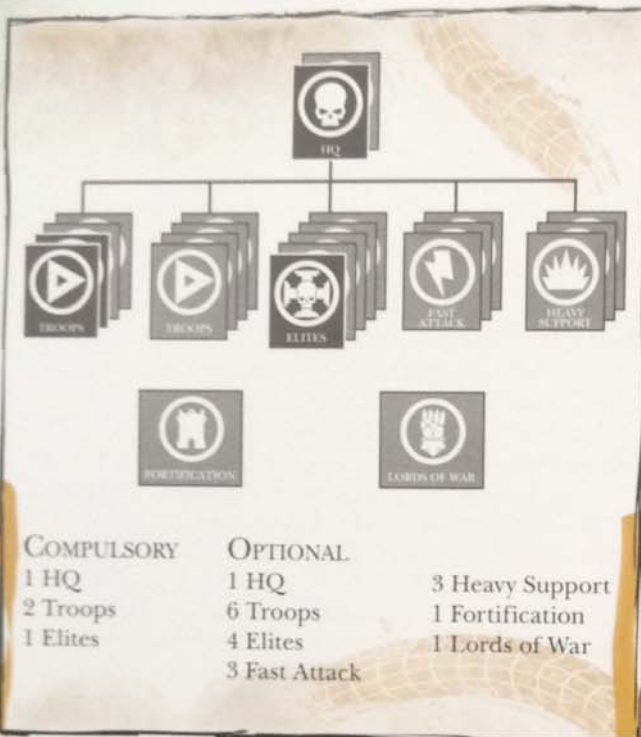 HQ
TROOPS
TROOPS
ELITES
FAST
ATTACK
HEAVY
SUPPORT
FORTIFICATION
LORDS OF WAR
COMPULSORY
1 HQ
2 Troops
1 Elites
OPTIONAL
1 HQ
6 Troops
4 Elites
3 Fast Attack
3 Heavy Support
1 Fortification
1 Lords of War